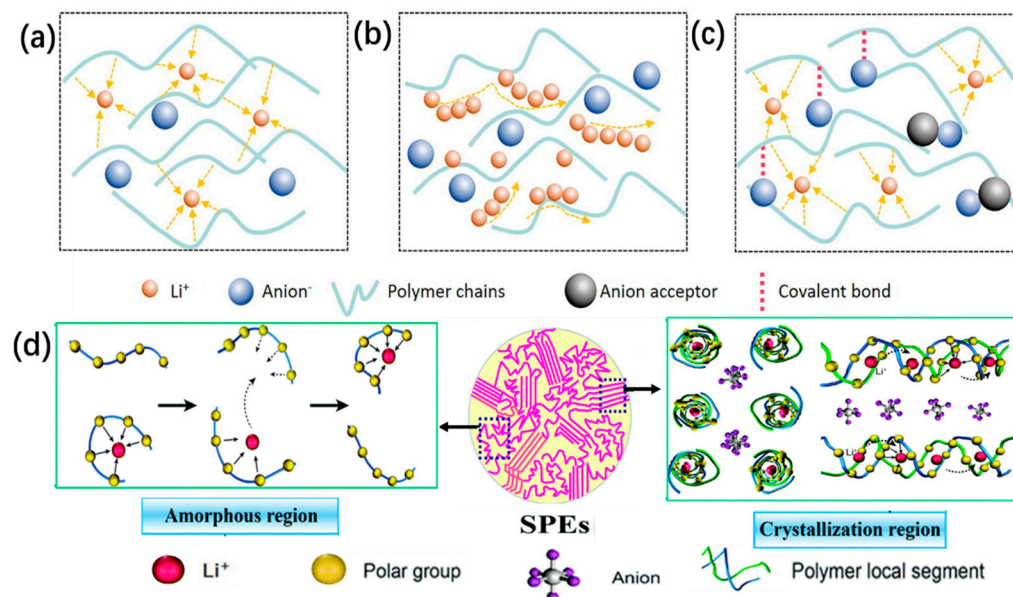 (a)
(b)
(c)
Li⁺
Anion⁻
Polymer chains
Anion acceptor
Covalent bond
(d)
Li⁺
Li⁺
Amorphous region
SPEs
Crystallization region
Li⁺
Polar group
Anion
Polymer local segment